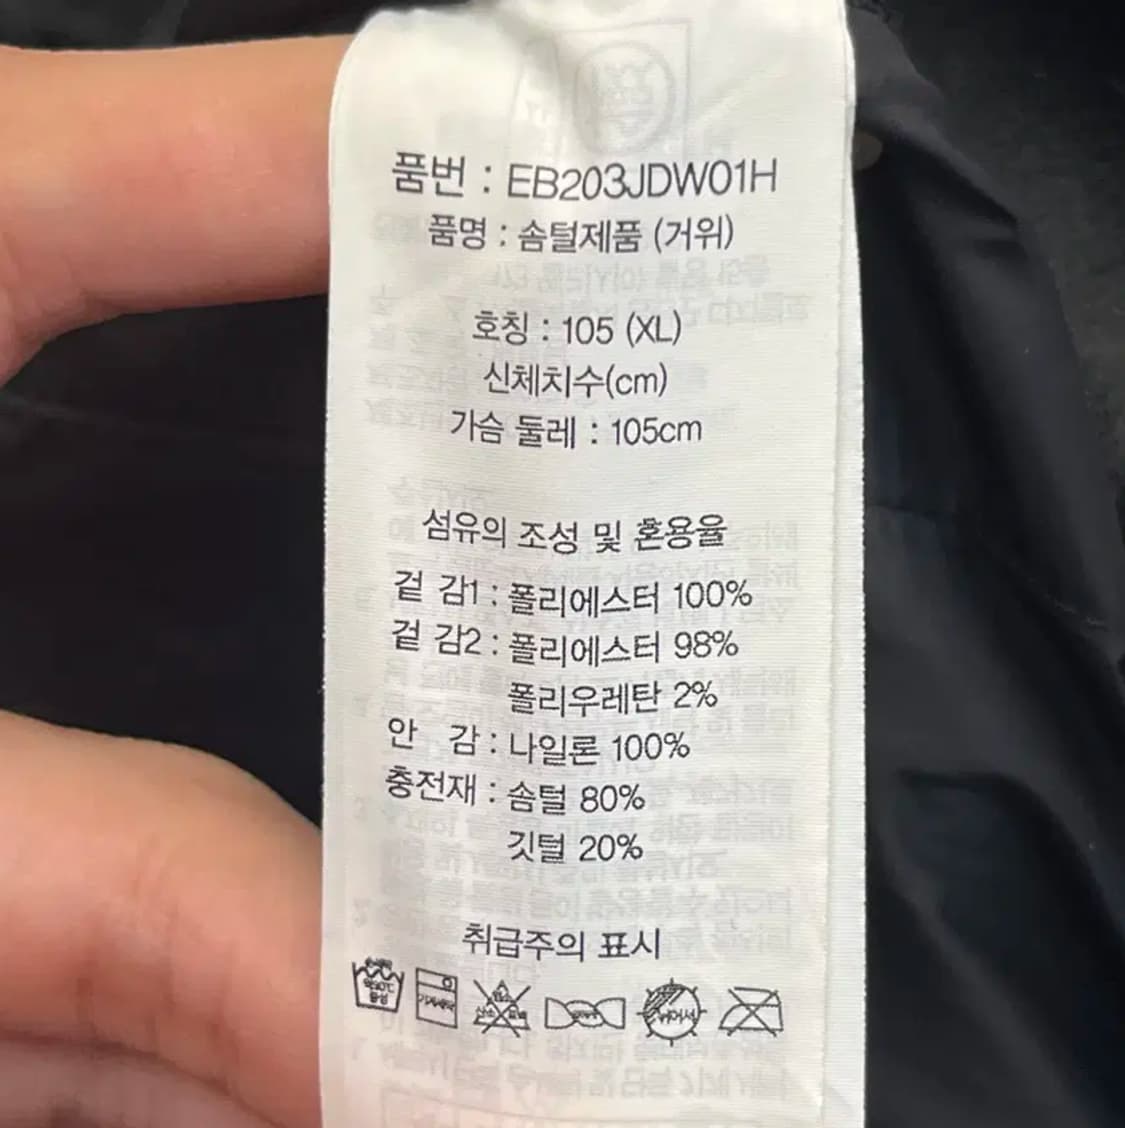 품번 : EB203JDW01H
품명 : 솜털제품 (거위)
호칭 : 105 (XL)
신체치수(cm)
가슴 둘레 : 105cm
섬유의 조성 및 혼용율
겉 감1 : 폴리에스터 100%
겉 감2 : 폴리에스터 98%
폴리우레탄 2%
안 감 : 나일론 100%
충전재 : 솜털 80%
깃털 20%
취급주의 표시